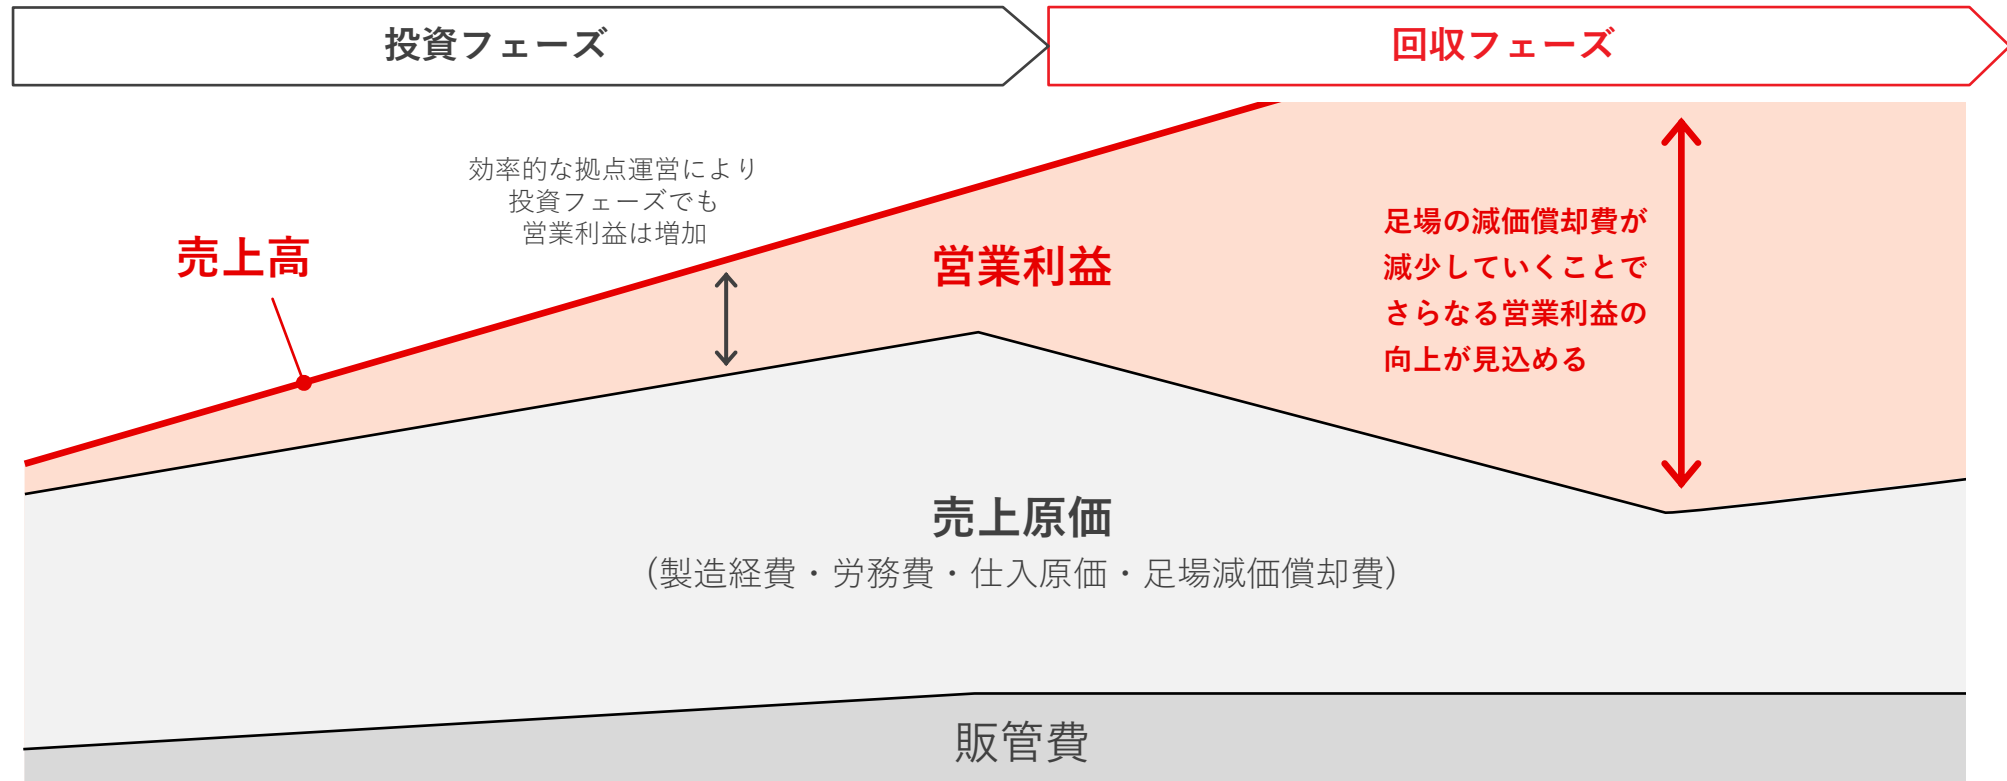 投資フェーズ
回収フェーズ
効率的な拠点運営により
投資フェーズでも
営業利益は増加
売上高
営業利益
足場の減価償却費が
減少していくことで
さらなる営業利益の
向上が見込める
売上原価
（製造経費・労務費・仕入原価・足場減価償却費）
販管費